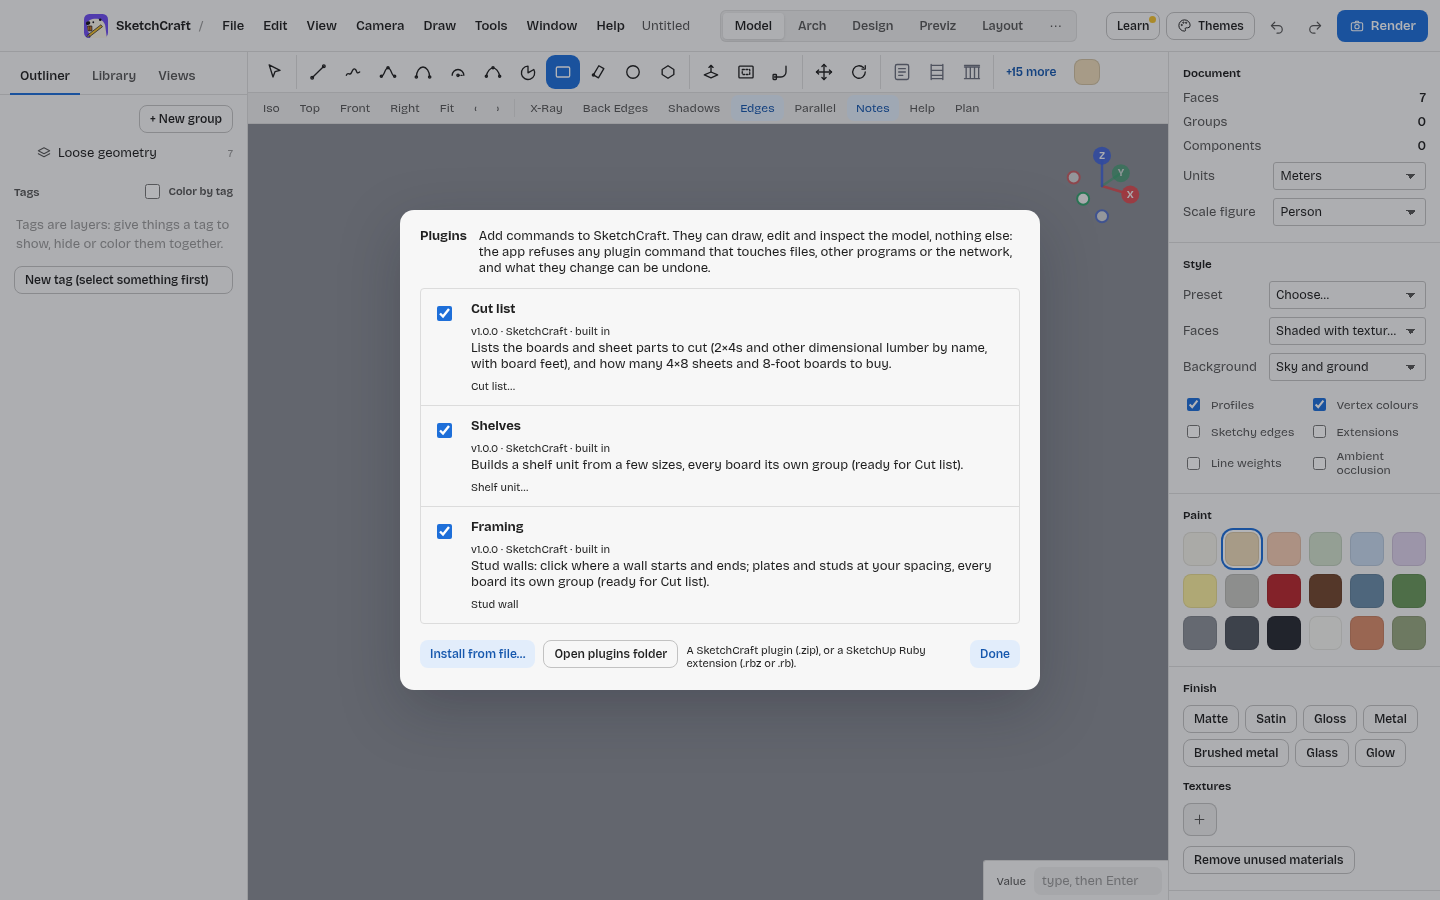 SketchCraft / File Edit View Camera Draw Tools Window Help Untitled Model Arch Design Previz Layout ... Learn Themes Render
Outliner Library Views
+15 more
Iso Top Front Right Fit ‹ › X-Ray Back Edges Shadows Edges Parallel Notes Help Plan
+ New group
Loose geometry 7
Tags Color by tag
Tags are layers: give things a tag to
show, hide or color them together.
New tag (select something first)
Z
Y
X
Plugins Add commands to SketchCraft. They can draw, edit and inspect the model, nothing else:
the app refuses any plugin command that touches files, other programs or the network,
and what they change can be undone.
Cut list
v1.0.0 · SketchCraft · built in
Lists the boards and sheet parts to cut (2×4s and other dimensional lumber by name,
with board feet), and how many 4×8 sheets and 8-foot boards to buy.
Cut list...
Shelves
v1.0.0 · SketchCraft · built in
Builds a shelf unit from a few sizes, every board its own group (ready for Cut list).
Shelf unit...
Framing
v1.0.0 · SketchCraft · built in
Stud walls: click where a wall starts and ends; plates and studs at your spacing, every
board its own group (ready for Cut list).
Stud wall
Install from file... Open plugins folder A SketchCraft plugin (.zip), or a SketchUp Ruby
extension (.rbz or .rb).
Done
Value type, then Enter
Document
Faces 7
Groups 0
Components 0
Units Meters
Scale figure Person
Style
Preset Choose...
Faces Shaded with textur...
Background Sky and ground
Profiles Vertex colours
Sketchy edges Extensions
Line weights Ambient
occlusion
Paint
Finish
Matte Satin Gloss Metal
Brushed metal Glass Glow
Textures
+
Remove unused materials